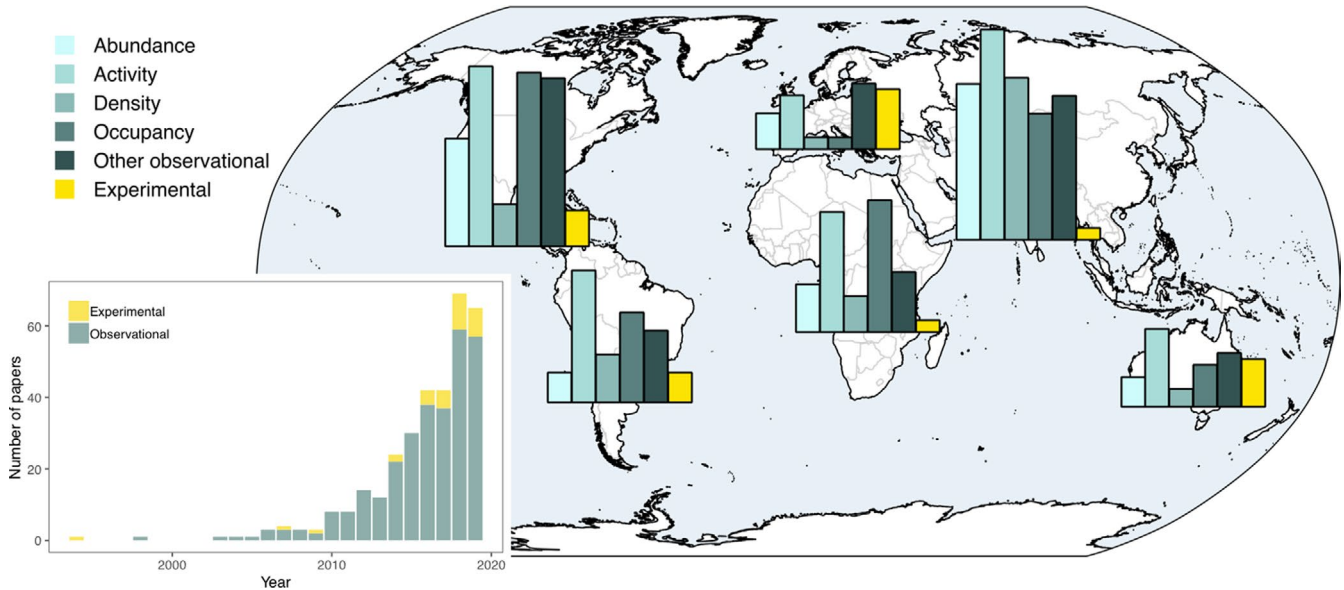 Abundance
Activity
Density
Occupancy
Other observational
Experimental
Experimental
Observational
Number of papers
60
40
20
0
2000
2010
2020
Year